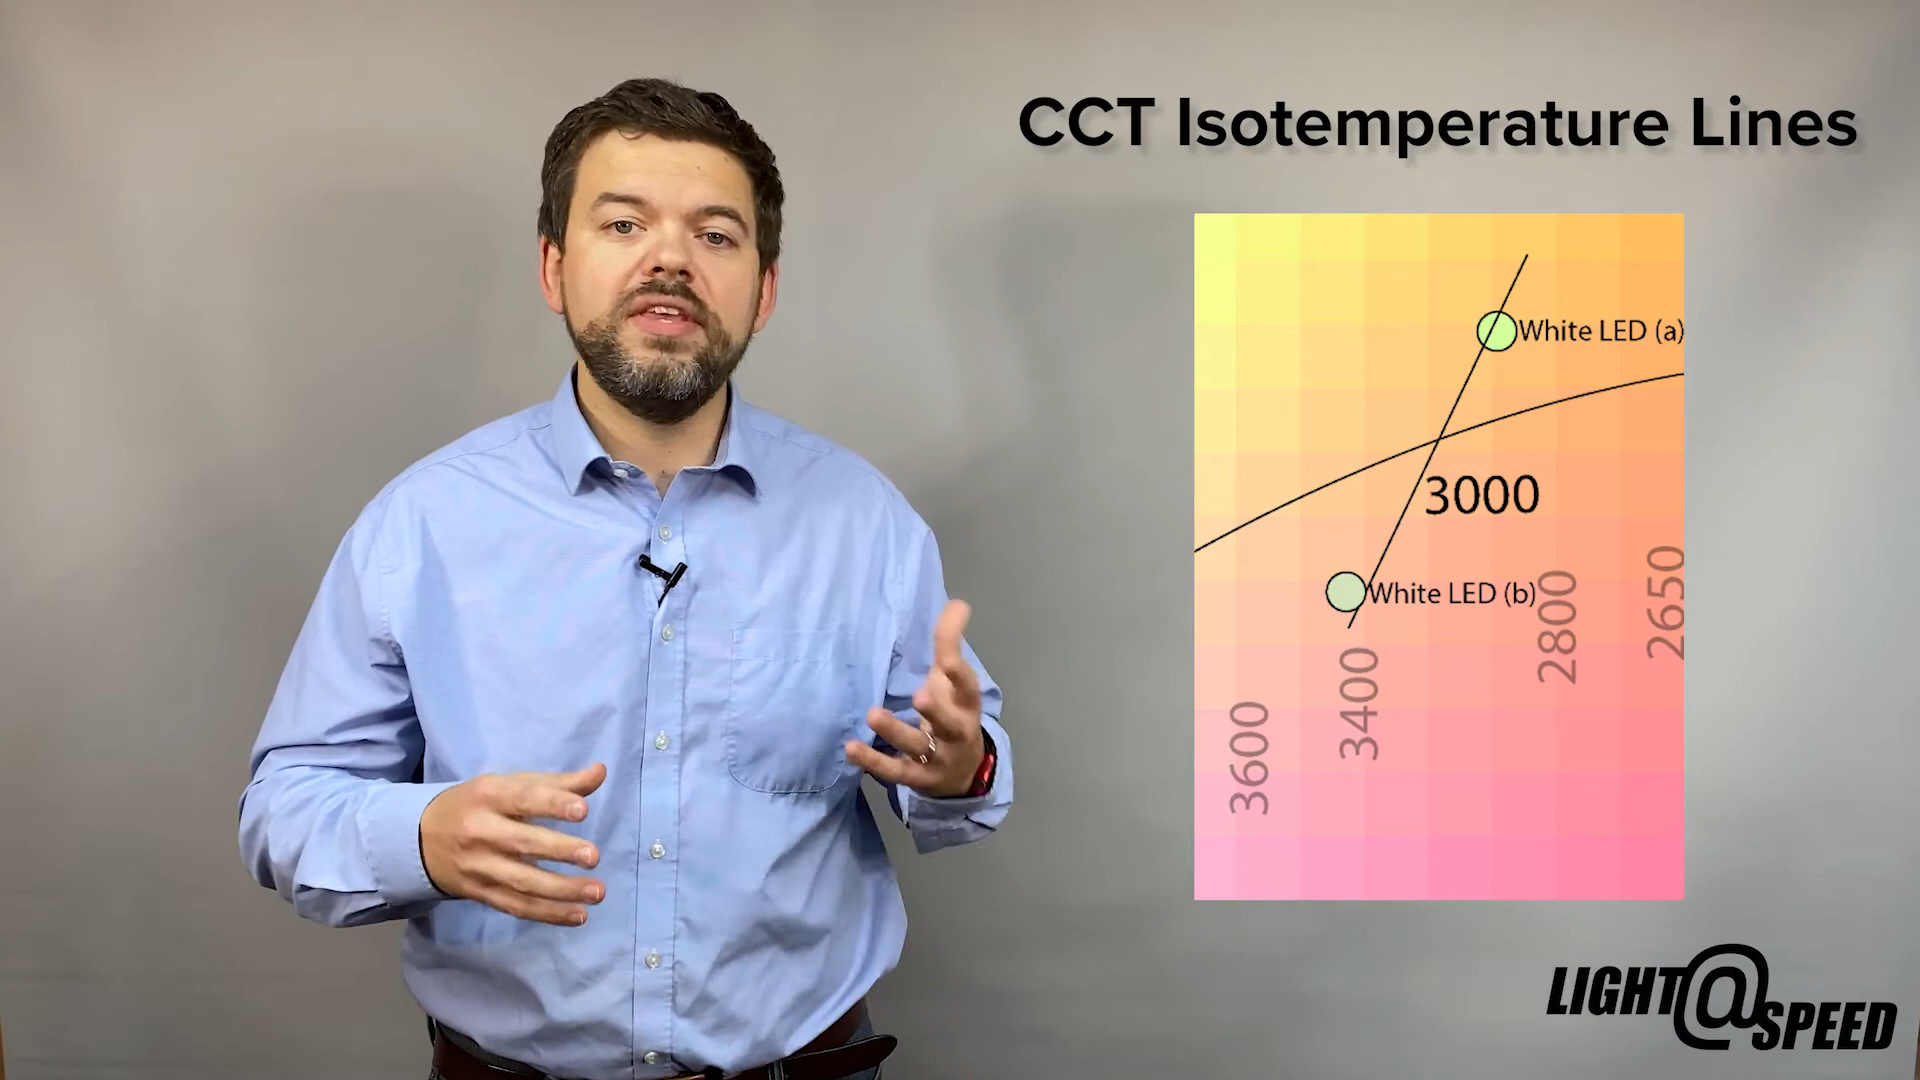 CCT Isotemperature Lines
White LED (a)
3000
White LED (b)
2800
2650
3400
3600
LIGHT@SPEED